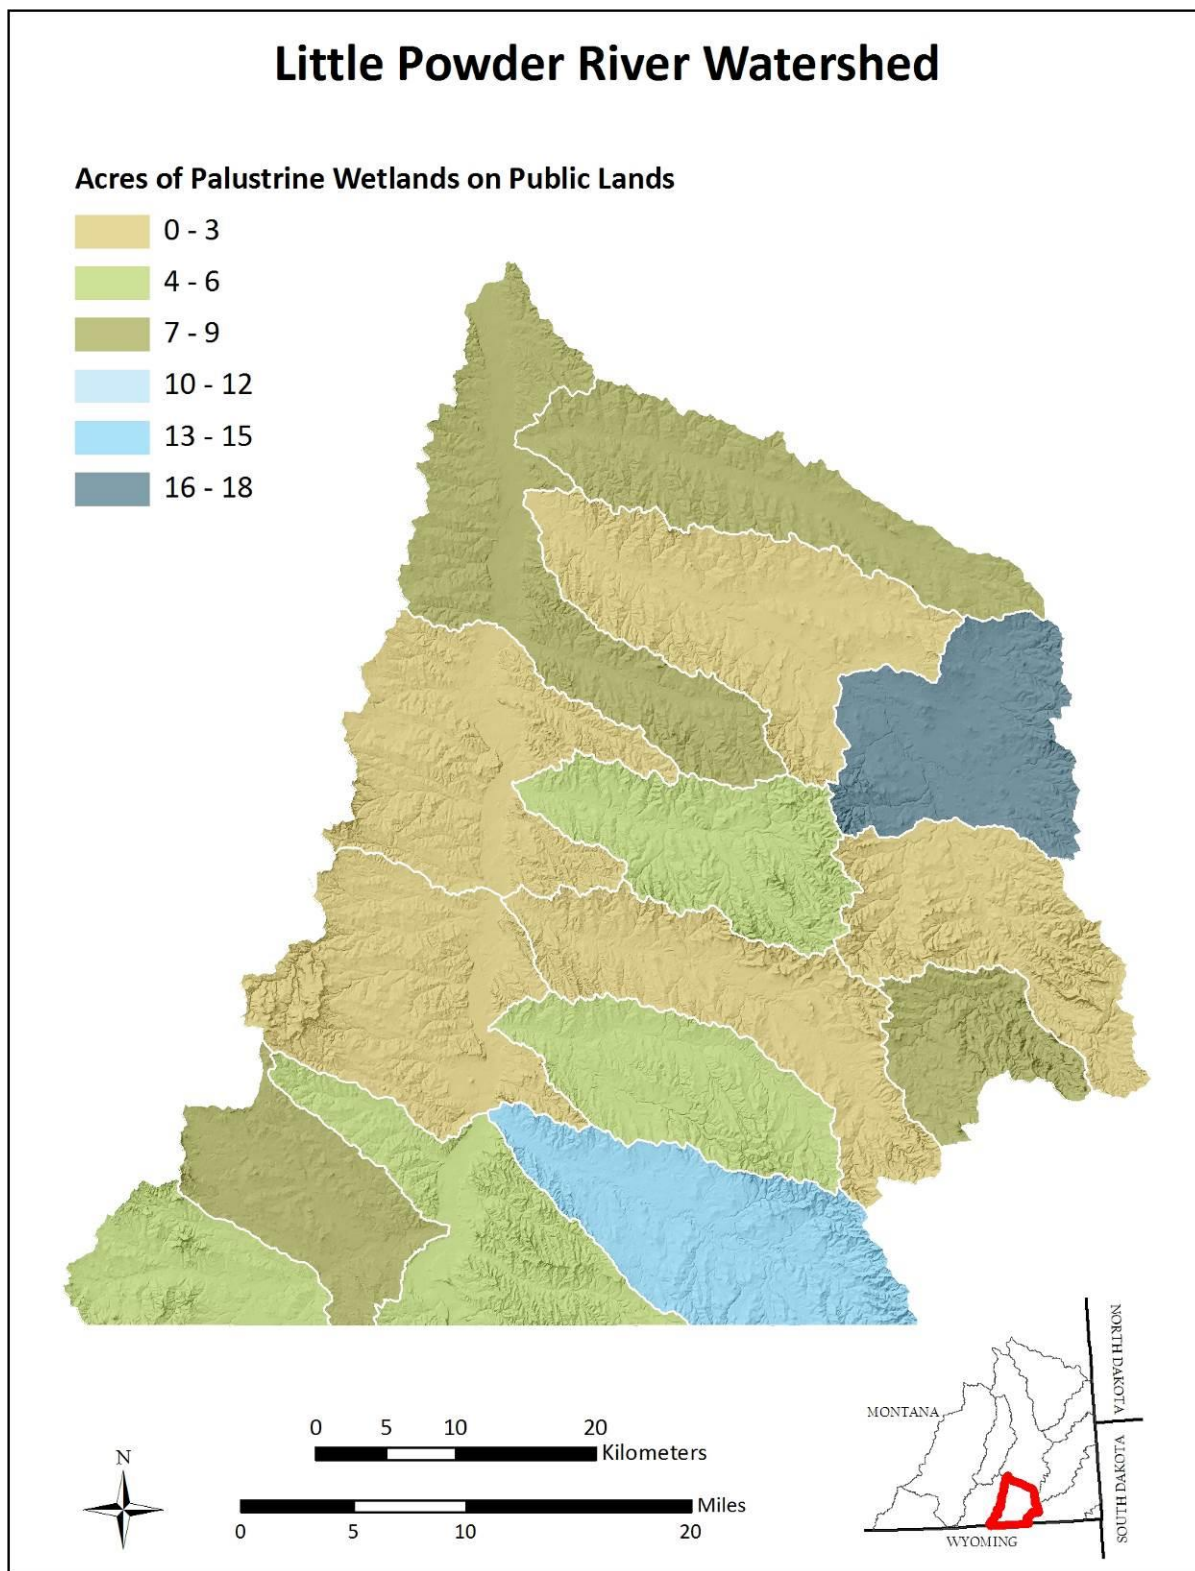 Little Powder River Watershed
Acres of Palustrine Wetlands on Public Lands
0 - 3
4 - 6
7 - 9
10 - 12
13 - 15
16 - 18
NORTH DAKOTA
MONTANA
SOUTH DAKOTA
WYOMING
0 5 10 20
Kilometers
N
Miles
0 5 10 20